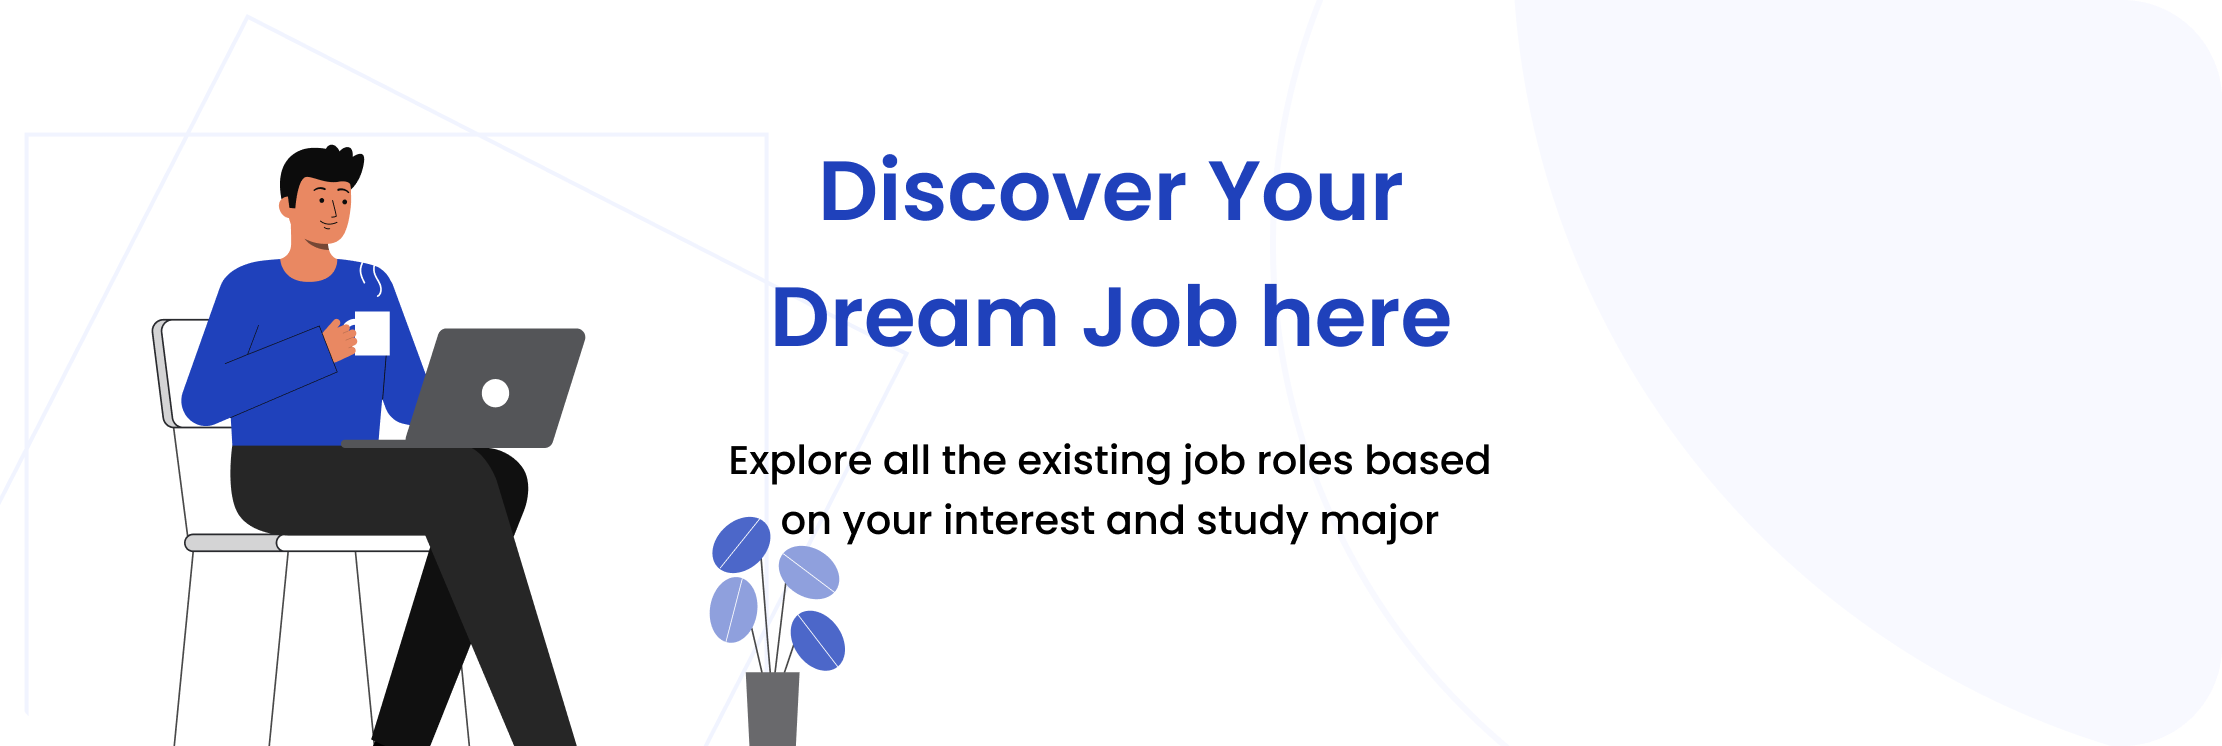 Discover Your
Dream Job here
Explore all the existing job roles based
on your interest and study major